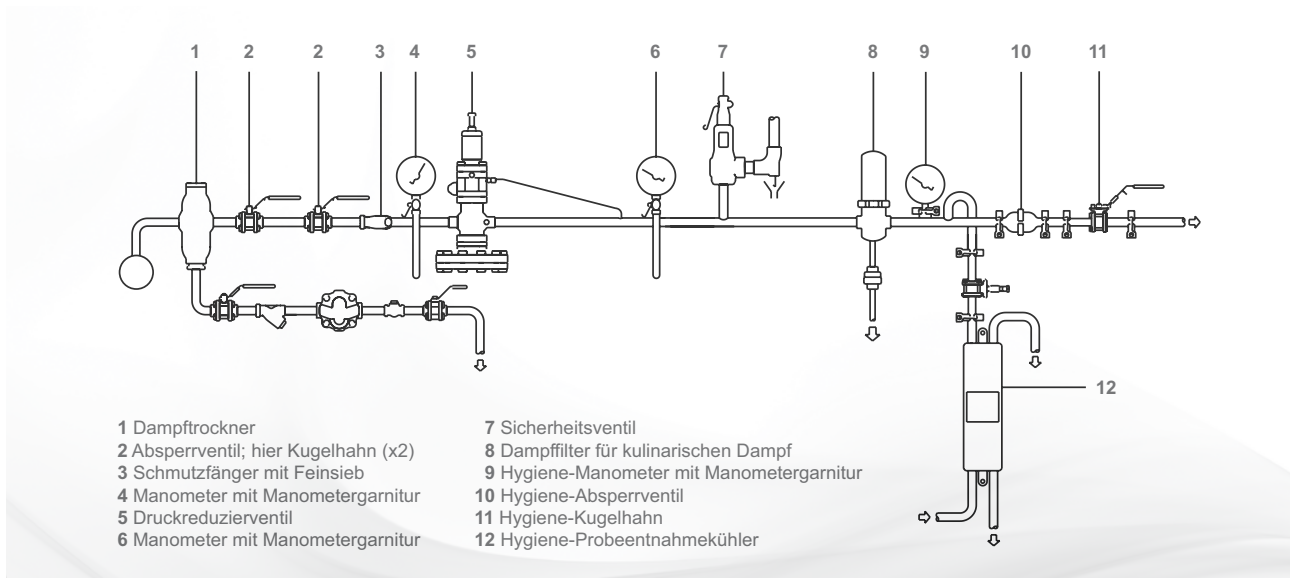 1 2 2 3 4 5 6 7 8 9 10 11
12
1 Dampftrockner
2 Absperrventil; hier Kugelhahn (x2)
3 Schmutzfänger mit Feinsieb
4 Manometer mit Manometergarnitur
5 Druckreduzierventil
6 Manometer mit Manometergarnitur
7 Sicherheitsventil
8 Dampffilter für kulinarischen Dampf
9 Hygiene-Manometer mit Manometergarnitur
10 Hygiene-Absperrventil
11 Hygiene-Kugelhahn
12 Hygiene-Probeentnahmekühler